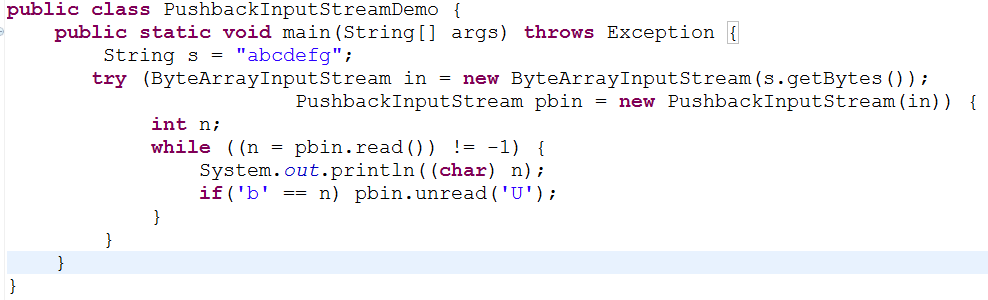 public class PushbackInputStreamDemo {
public static void main(String[] args) throws Exception {
String s = "abcdefg";
try (ByteArrayInputStream in = new ByteArrayInputStream(s.getBytes());
PushbackInputStream pbin = new PushbackInputStream(in)) {
int n;
while ((n = pbin.read()) != -1) {
System.out.println((char) n);
if('b' == n) pbin.unread('U');
}
}
}
}